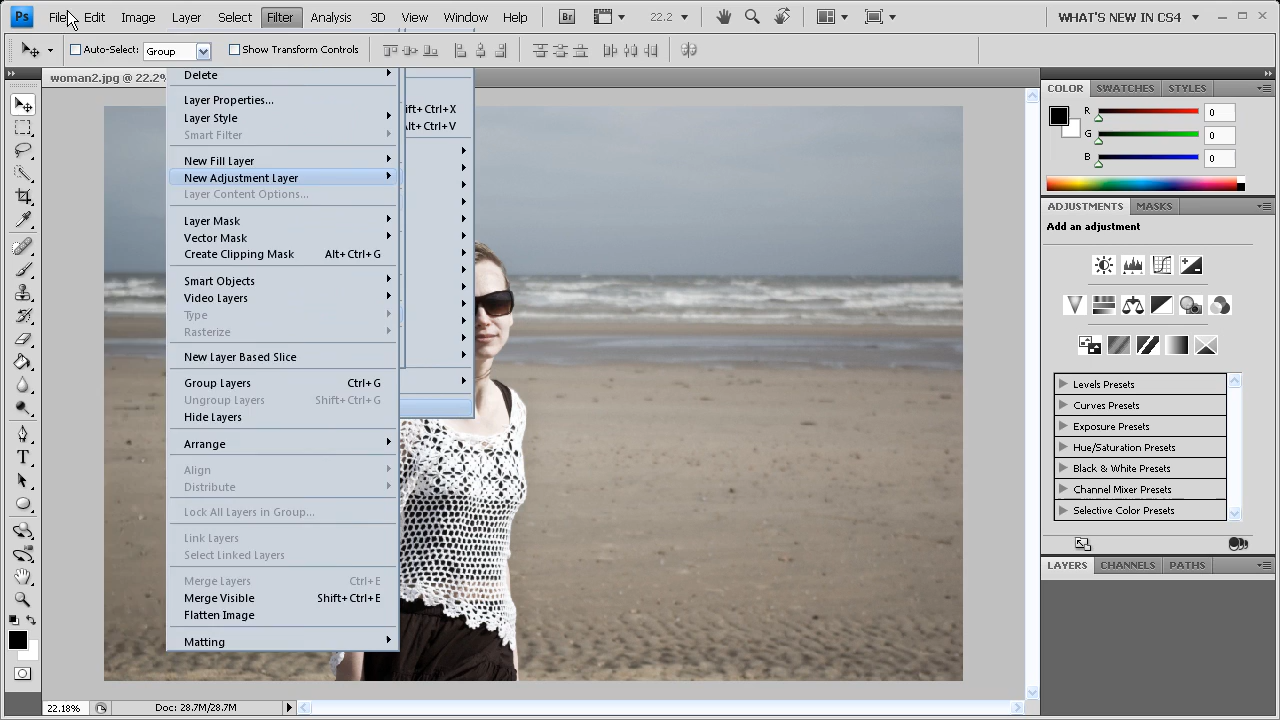 Ps File Edit Image Layer Select Filter Analysis 3D View Window Help Br 22.2 WHAT'S NEW IN CS4
Auto-Select: Group Show Transform Controls
woman2.jpg @ 22.2%
Delete
Layer Properties...
Layer Style
Smart Filter
New Fill Layer
New Adjustment Layer
Layer Content Options...
Layer Mask
Vector Mask
Create Clipping Mask Alt+Ctrl+G
Smart Objects
Video Layers
Type
Rasterize
New Layer Based Slice
Group Layers Ctrl+G
Ungroup Layers Shift+Ctrl+G
Hide Layers
Arrange
Align
Distribute
Lock All Layers in Group...
Link Layers
Select Linked Layers
Merge Layers Ctrl+E
Merge Visible Shift+Ctrl+E
Flatten Image
Matting
ift+Ctrl+X
Alt+Ctrl+V
COLOR SWATCHES STYLES
R 0
G 0
B 0
ADJUSTMENTS MASKS
Add an adjustment
Levels Presets
Curves Presets
Exposure Presets
Hue/Saturation Presets
Black & White Presets
Channel Mixer Presets
Selective Color Presets
LAYERS CHANNELS PATHS
22.18% Doc: 28.7M/28.7M